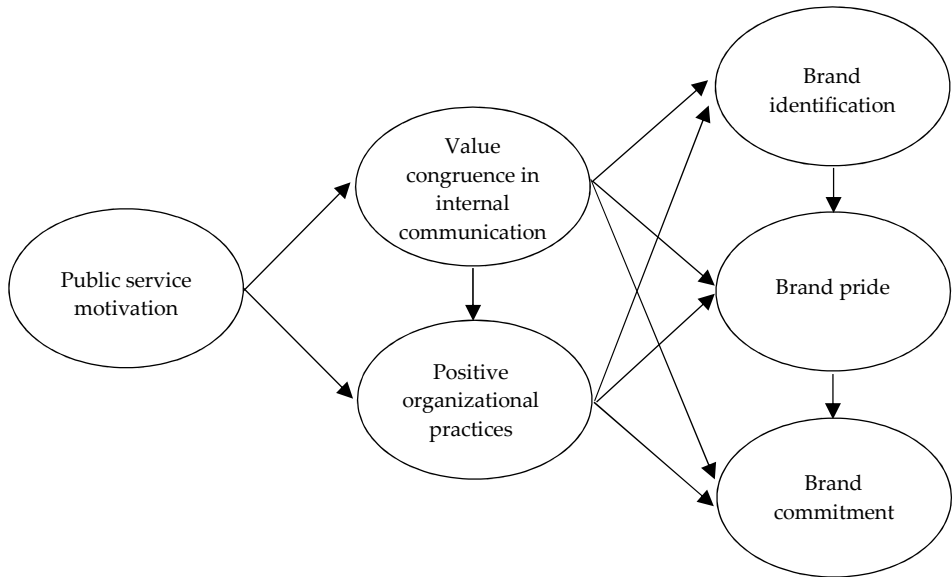 Public service
motivation
Value
congruence in
internal
communication
Positive
organizational
practices
Brand
identification
Brand pride
Brand
commitment